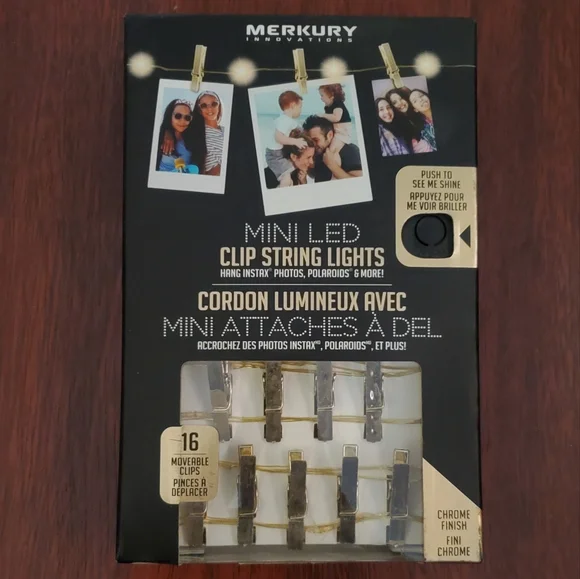 MERKURY
INNOVATIONS
PUSH TO
SEE ME SHINE
APPUYEZ POUR
ME VOIR BRILLER
MINI LED
CLIP STRING LIGHTS
HANG INSTAX® PHOTOS, POLAROIDS® & MORE!
CORDON LUMINEUX AVEC
MINI ATTACHES À DEL
ACCROCHEZ DES PHOTOS INSTAXMD, POLAROIDSMD, ET PLUS!
16
MOVEABLE
CLIPS
PINCES À
DÉPLACER
CHROME
FINISH
FINI
CHROME